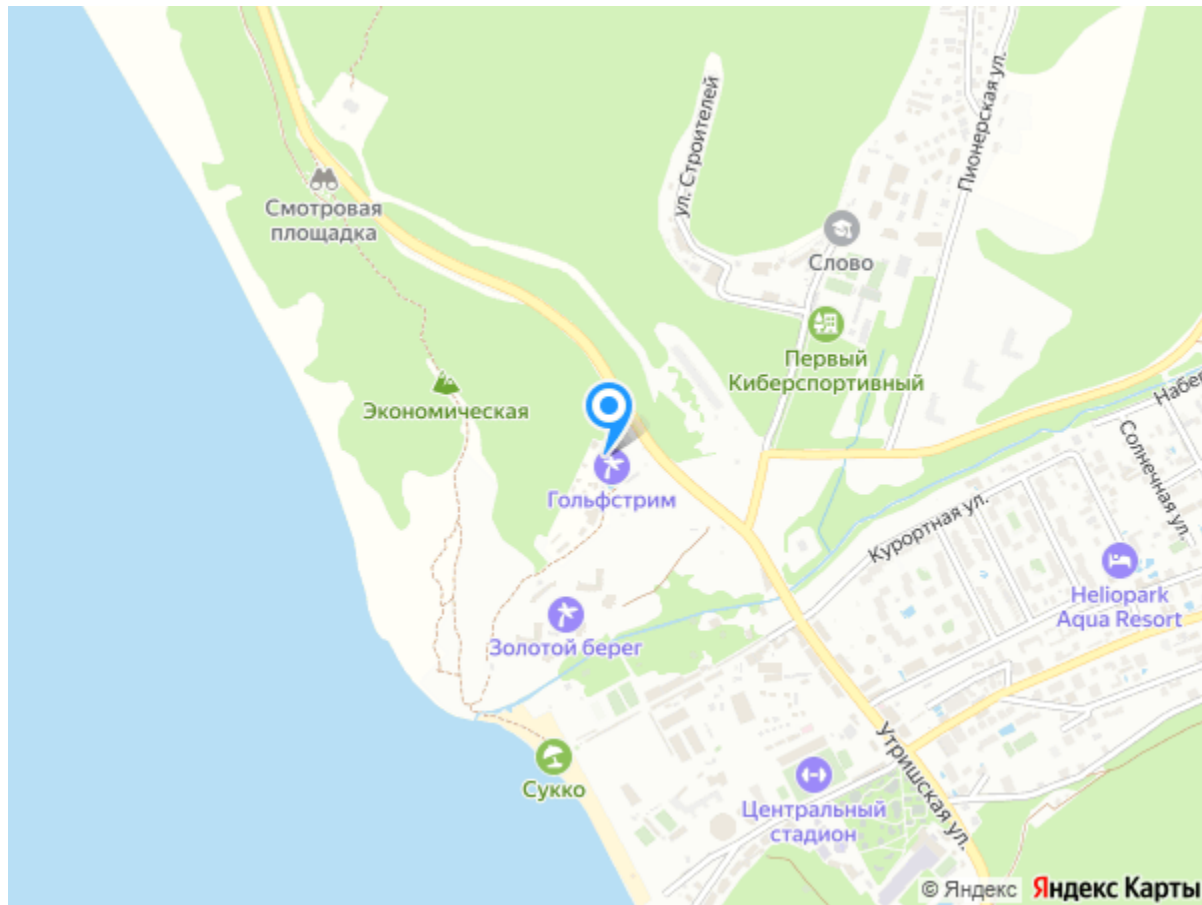 Пионерская ул.
ул. Строителей
Смотровая
площадка
Слово
Первый
Киберспортивный
Экономическая
Гольфстрим
Солнечная ул.
Курортная ул.
Heliopark
Aqua Resort
Золотой берег
Утришская ул.
Сукко
Центральный
стадион
© Яндекс Яндекс Карты